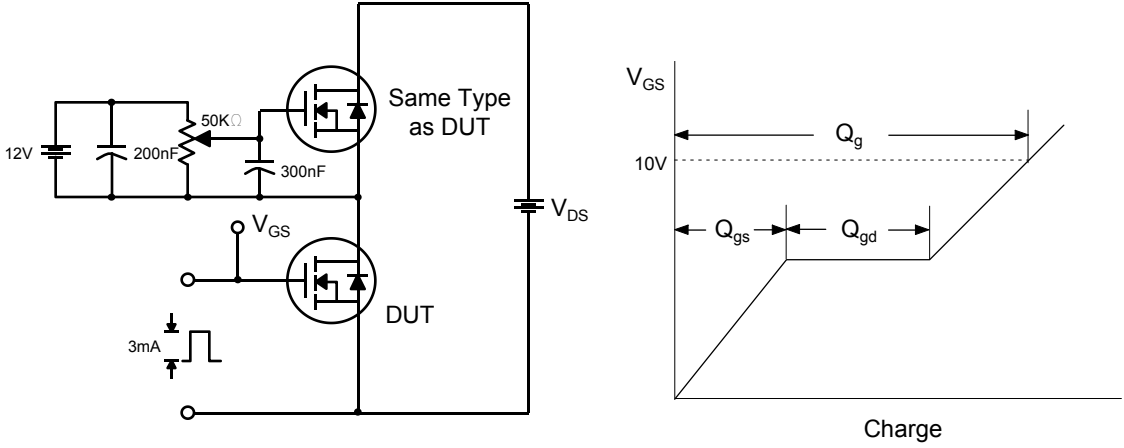 12V
200nF
50KΩ
300nF
Same Type
as DUT
V_DS
V_GS
DUT
3mA
V_GS
Q_g
10V
Q_gs
Q_gd
Charge